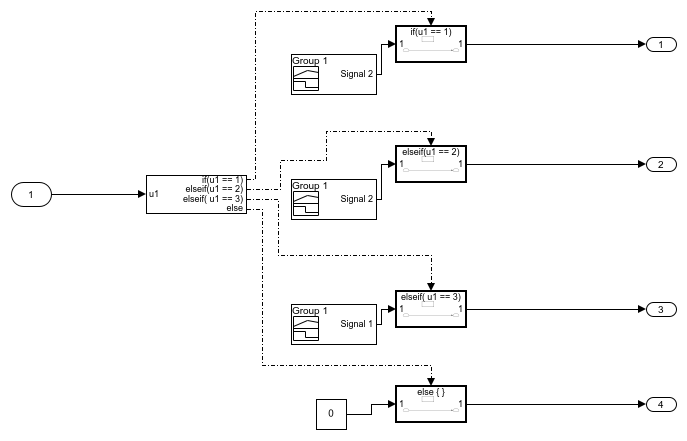 if(u1 == 1)
1 1
1
Group 1
Signal 2
elseif(u1 == 2)
1 1
2
1
u1
if(u1 == 1)
elseif(u1 == 2)
elseif( u1 == 3)
else
Group 1
Signal 2
elseif( u1 == 3)
1 1
3
Group 1
Signal 1
else { }
1 1
4
0